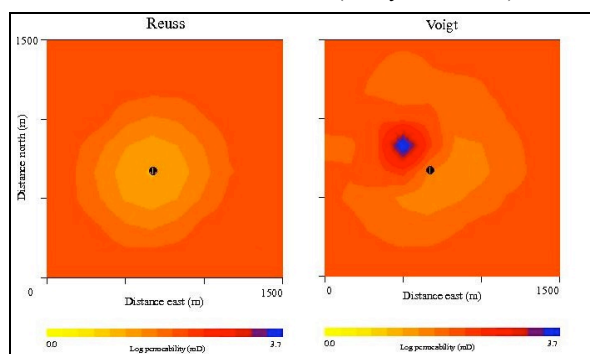 Reuss
Voigt
1500
Distance north (m)
0
Distance east (m)
1500
0
Distance east (m)
1500
0.0
Log permeability (mD)
3.7
0.0
Log permeability (mD)
3.7